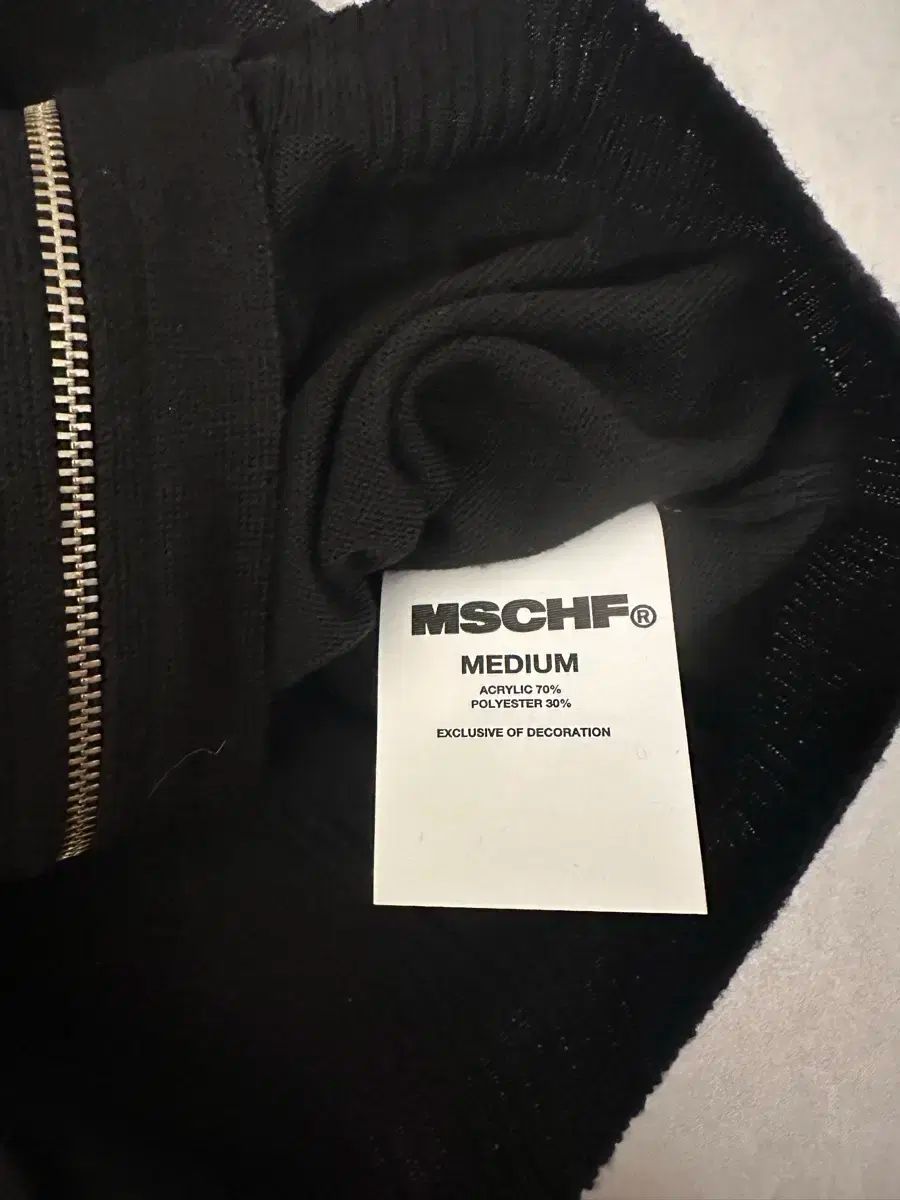 MSCHF®
MEDIUM
ACRYLIC 70%
POLYESTER 30%
EXCLUSIVE OF DECORATION